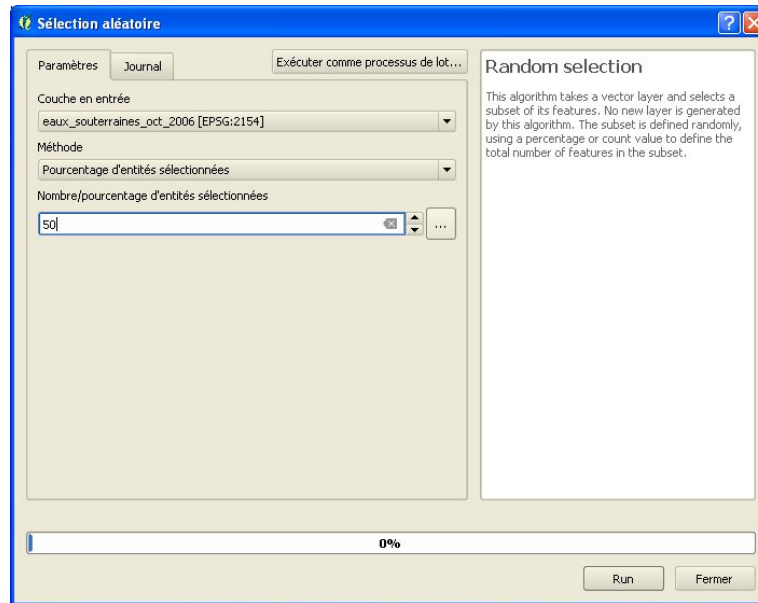 Sélection aléatoire
Paramètres
Journal
Exécuter comme processus de lot...
Couche en entrée
eaux_souterraines_oct_2006 [EPSG:2154]
Méthode
Pourcentage d'entités sélectionnées
Nombre/pourcentage d'entités sélectionnées
50
...
Random selection
This algorithm takes a vector layer and selects a
subset of its features. No new layer is generated
by this algorithm. The subset is defined randomly,
using a percentage or count value to define the
total number of features in the subset.
0%
Run
Fermer